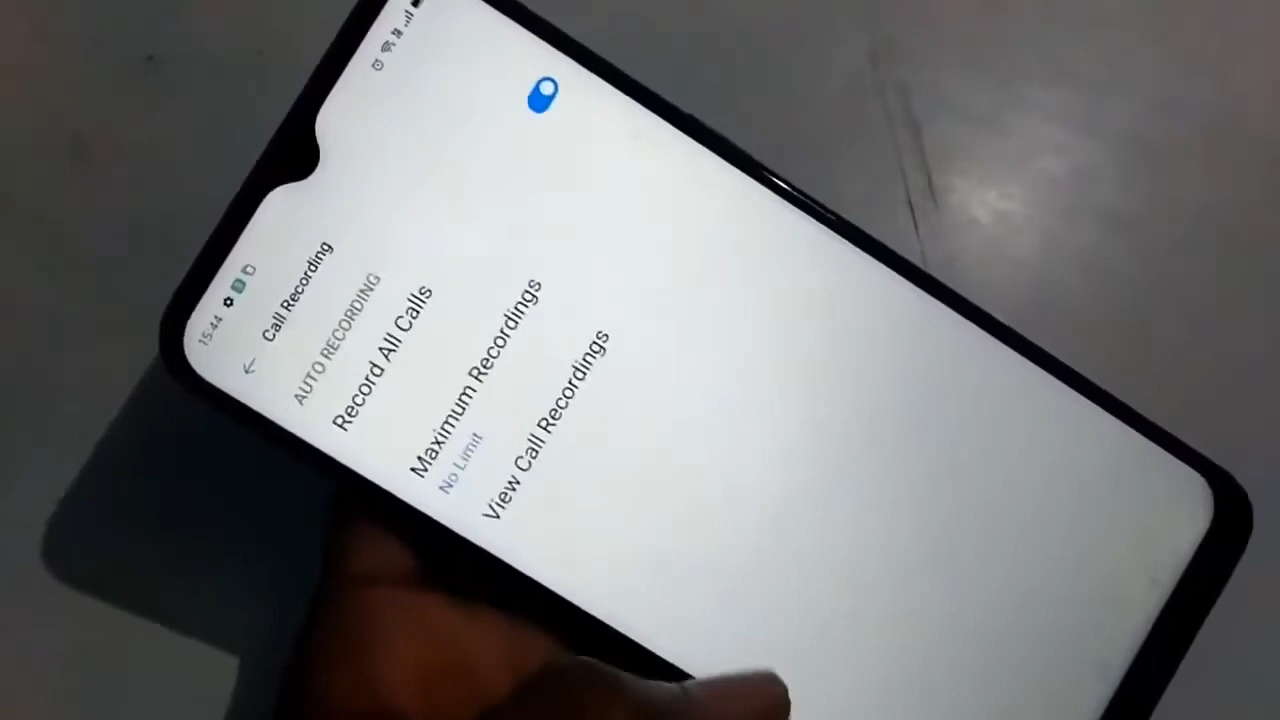 15:44
Call Recording
AUTO RECORDING
Record All Calls
Maximum Recordings
No Limit
View Call Recordings